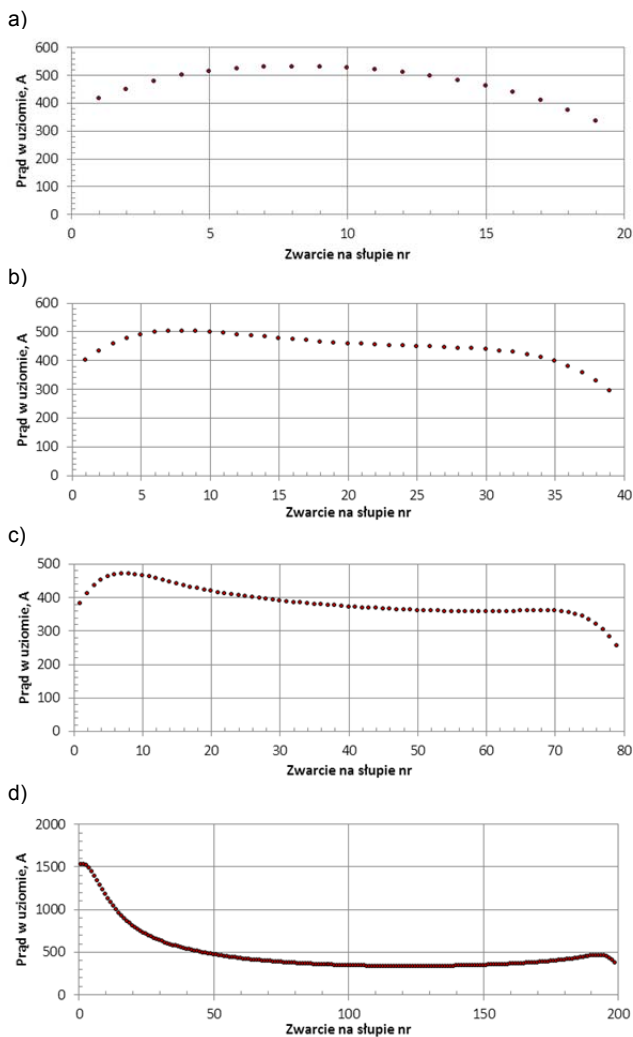 a)
600
500
400
300
200
100
0
Prąd w uziomie, A
0 5 10 15 20
Zwarcie na słupie nr
b)
600
500
400
300
200
100
0
Prąd w uziomie, A
0 5 10 15 20 25 30 35 40
Zwarcie na słupie nr
c)
500
400
300
200
100
0
Prąd w uziomie, A
0 10 20 30 40 50 60 70 80
Zwarcie na słupie nr
d)
2000
1500
1000
500
0
Prąd w uziomie, A
0 50 100 150 200
Zwarcie na słupie nr